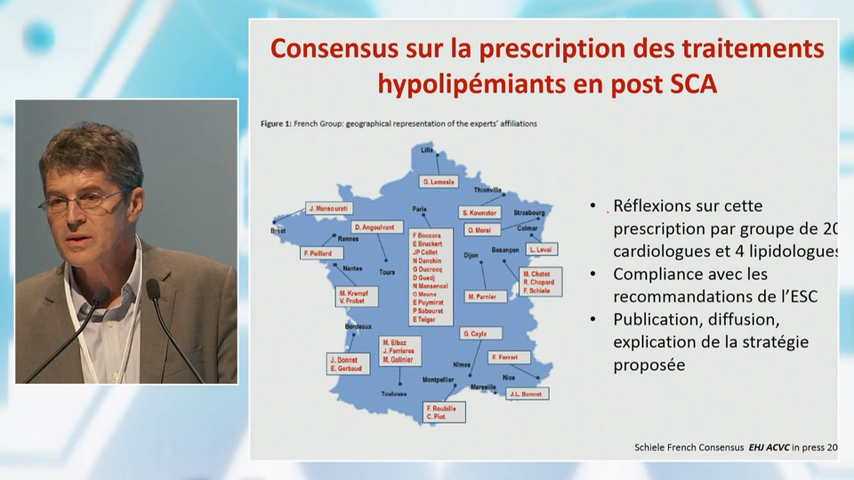 Consensus sur la prescription des traitements
hypolipémiants en post SCA
Figure 1: French Group: geographical representation of the experts' affiliations
Lille
G. Lemesle
Thionville
S. Kownator
Strasbourg
O. Morel
Colmar
L. Levai
J. Mansourati
Brest
Paris
D. Angoulvant
Rennes
F. Paillard
Nantes
Tours
M. Krempf
V. Probst
F Boccara
E Bruckert
JP Collet
N Danchin
G Ducrocq
D Guedj
N Mansencal
E Puymirat
P Sabouret
E Teiger
Dijon
M. Farnier
Besançon
M. Chatot
R. Chopard
F. Schiele
Bordeaux
J. Donnet
E. Gerbaud
M. Elbaz
J. Ferrieres
M. Galinier
Toulouse
G. Cayla
Nimes
E. Ferrari
Nice
Montpellier
Marseille
F. Roubille
C. Piot
J.L. Bonnet
• Réflexions sur cette
prescription par groupe de 20
cardiologues et 4 lipidologues
• Compliance avec les
recommandations de l'ESC
• Publication, diffusion,
explication de la stratégie
proposée
Schiele French Consensus EHJ ACVC in press 20